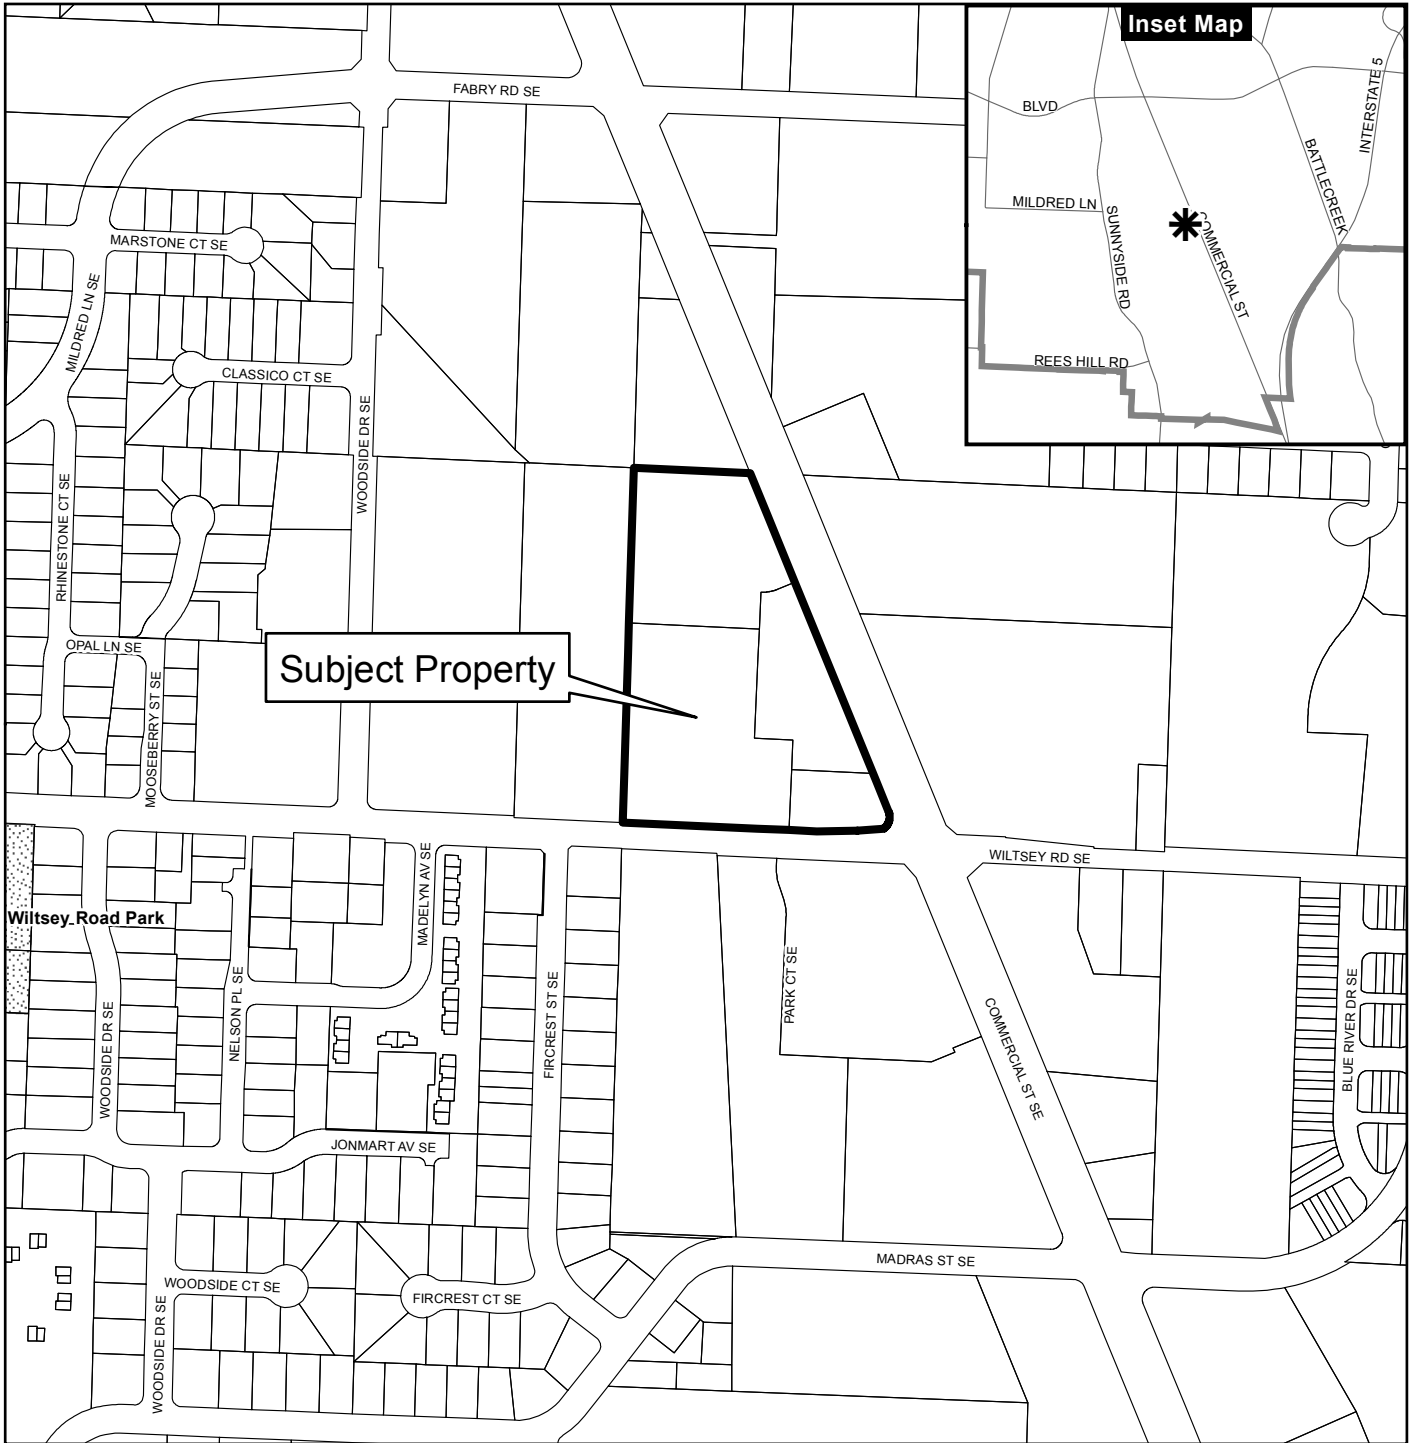 Inset Map
INTERSTATE 5
BLVD
BATTLECREEK
MILDRED LN
SUNNYSIDE RD
COMMERCIAL ST
REES HILL RD
FABRY RD SE
MARSTONE CT SE
MILDRED LN SE
CLASSICO CT SE
WOODSIDE DR SE
RHINESTONE CT SE
OPAL LN SE
MOOSEBERRY ST SE
Subject Property
WILTSEY RD SE
MADELYN AV SE
Wiltsey Road Park
NELSON PL SE
WOODSIDE DR SE
FIRCREST ST SE
PARK CT SE
COMMERCIAL ST SE
BLUE RIVER DR SE
JONMART AV SE
MADRAS ST SE
WOODSIDE CT SE
FIRCREST CT SE
WOODSIDE DR SE